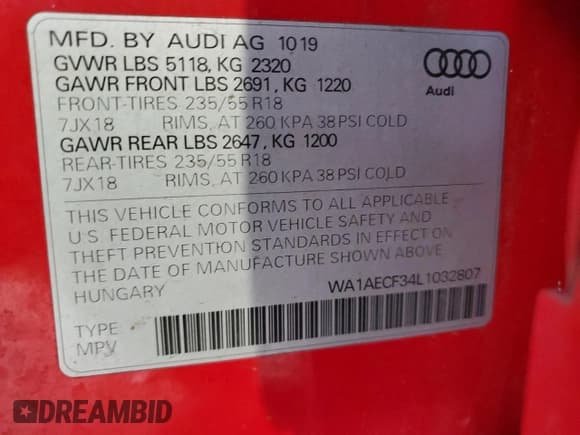 MFD. BY AUDI AG 10 19
GVWR LBS 5118, KG 2320
GAWR FRONT LBS 2691, KG 1220
FRONT-TIRES 235/55 R18
7JX18 RIMS, AT 260 KPA 38 PSI COLD
GAWR REAR LBS 2647, KG 1200
REAR-TIRES 235/55 R18
7JX18 RIMS, AT 260 KPA 38 PSI COLD
Audi
THIS VEHICLE CONFORMS TO ALL APPLICABLE
U.S. FEDERAL MOTOR VEHICLE SAFETY AND
THEFT PREVENTION STANDARDS IN EFFECT ON
THE DATE OF MANUFACTURE SHOWN ABOVE
HUNGARY WA1AECF34L1032807
TYPE
MPV
DREAMBID